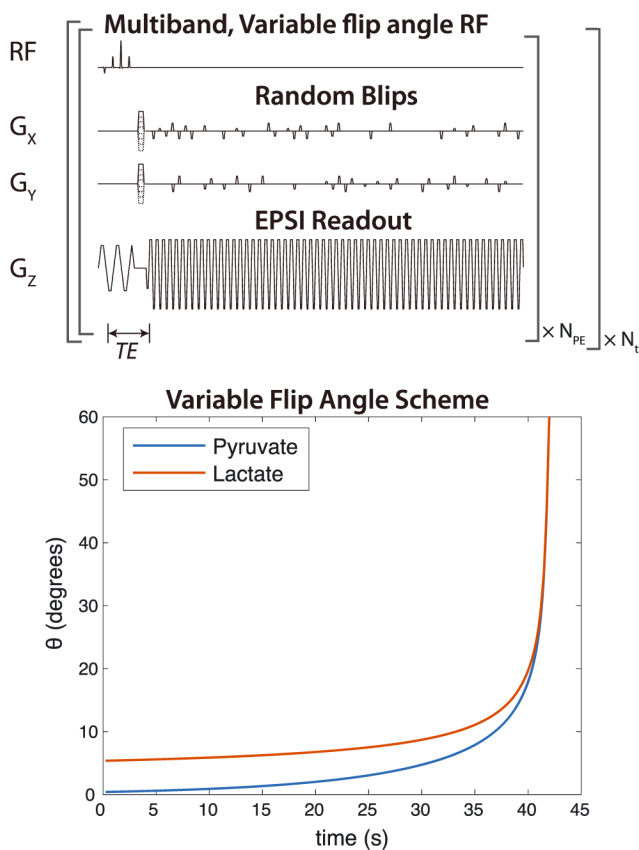 Multiband, Variable flip angle RF
RF
Random Blips
GX
GY
EPSI Readout
GZ
TE
× NPE
× Nt
Variable Flip Angle Scheme
60
50
40
30
20
10
0
θ (degrees)
Pyruvate
Lactate
0 5 10 15 20 25 30 35 40 45
time (s)